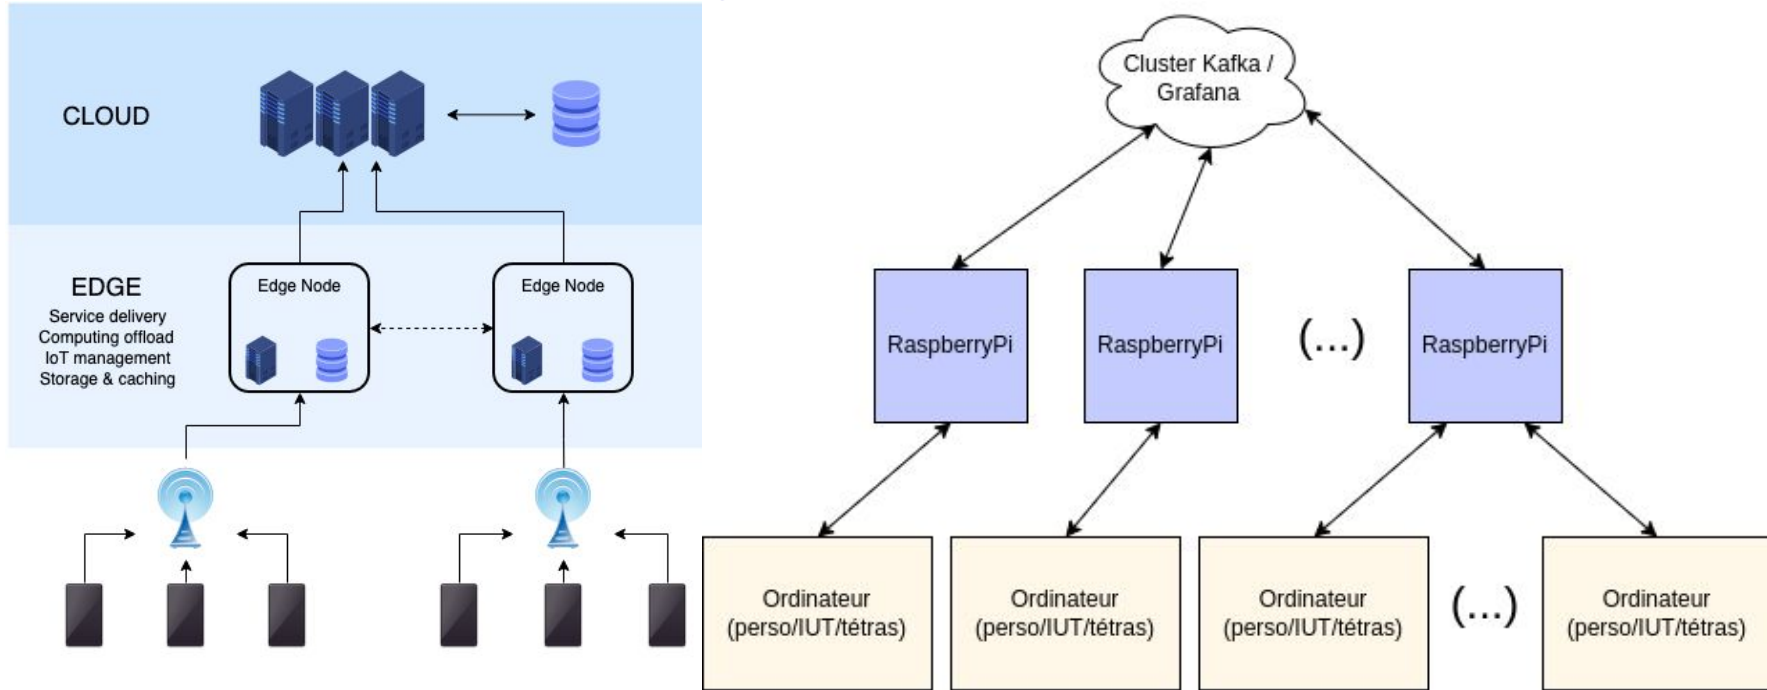 CLOUD
EDGE
Service delivery
Computing offload
IoT management
Storage & caching
Edge Node
Edge Node
Cluster Kafka /
Grafana
RaspberryPi
RaspberryPi
(...)
RaspberryPi
Ordinateur
(perso/IUT/tétras)
Ordinateur
(perso/IUT/tétras)
Ordinateur
(perso/IUT/tétras)
(...)
Ordinateur
(perso/IUT/tétras)